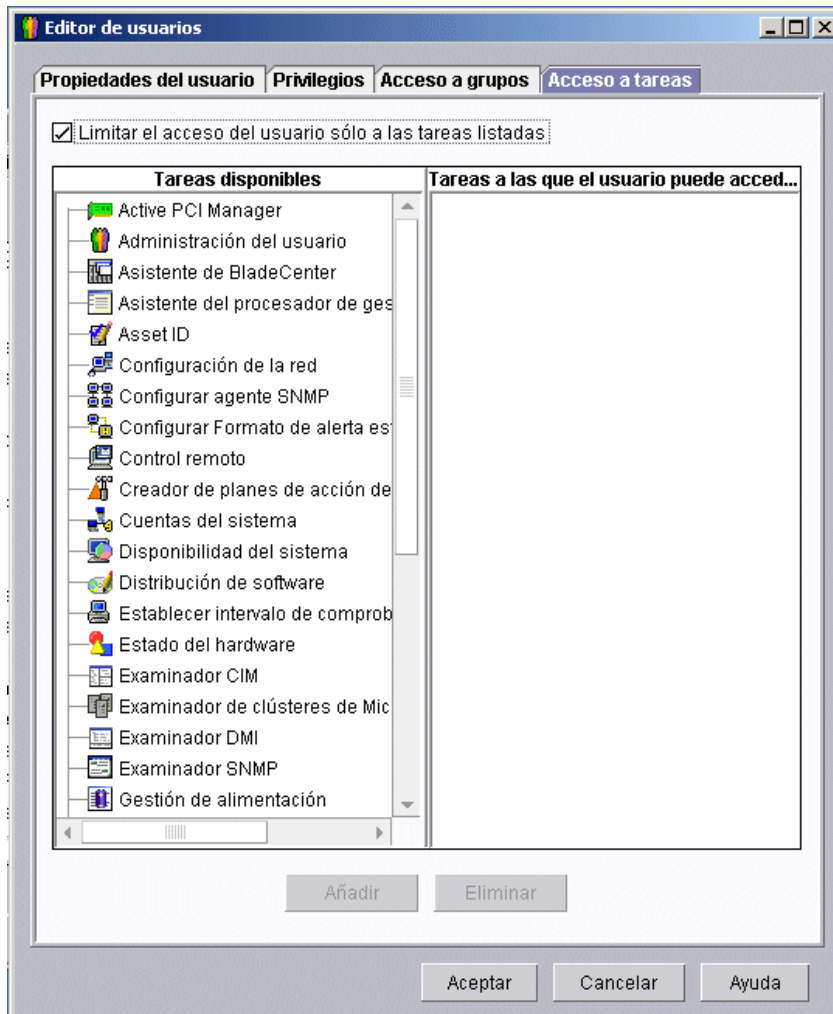 Editor de usuarios
Propiedades del usuario Privilegios Acceso a grupos Acceso a tareas
Limitar el acceso del usuario sólo a las tareas listadas
Tareas disponibles Tareas a las que el usuario puede acced...
Active PCI Manager
Administración del usuario
Asistente de BladeCenter
Asistente del procesador de ges
Asset ID
Configuración de la red
Configurar agente SNMP
Configurar Formato de alerta es
Control remoto
Creador de planes de acción de
Cuentas del sistema
Disponibilidad del sistema
Distribución de software
Establecer intervalo de comprob
Estado del hardware
Examinador CIM
Examinador de clústeres de Mic
Examinador DMI
Examinador SNMP
Gestión de alimentación
Añadir Eliminar
Aceptar Cancelar Ayuda